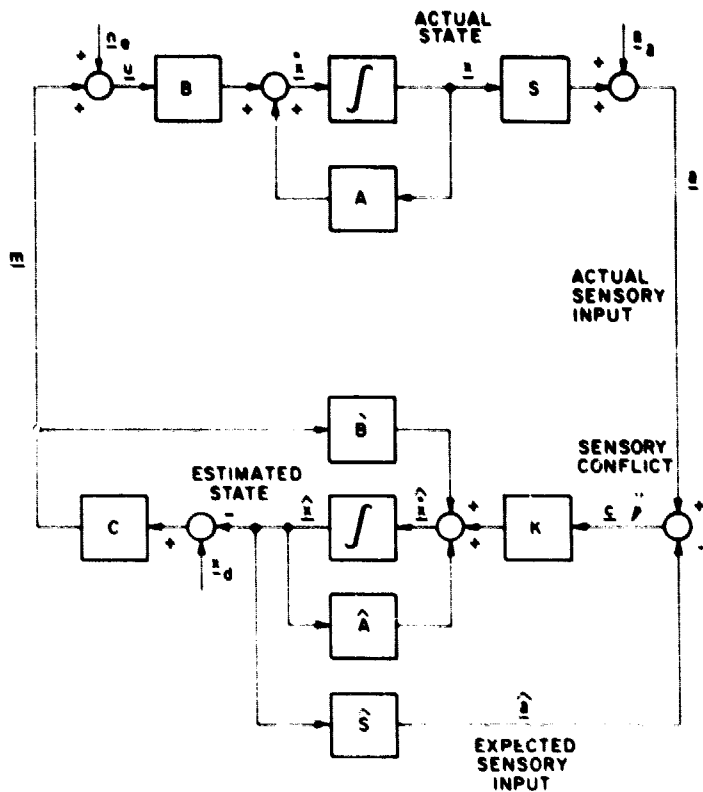 ACTUAL
STATE
n e
u
B
ẋ
∫
x
S
n a
A
a
m
ACTUAL
SENSORY
INPUT
B̂
SENSORY
CONFLICT
ESTIMATED
STATE
C
x̂
∫
x̂̇
K
c
x d
Â
Ŝ
â
EXPECTED
SENSORY
INPUT